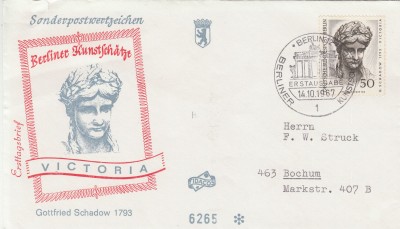 Sonderpostwertzeichen
Berliner Kunstschätze
Ersttagsbrief
VICTORIA
Gottfried Schadow 1793
BERLIN
BERLINER
ERSTAUSGABE
14.10.1967
1
50
Herrn
F. W. Struck
463 Bochum
Markstr. 407 B
6265 ✻